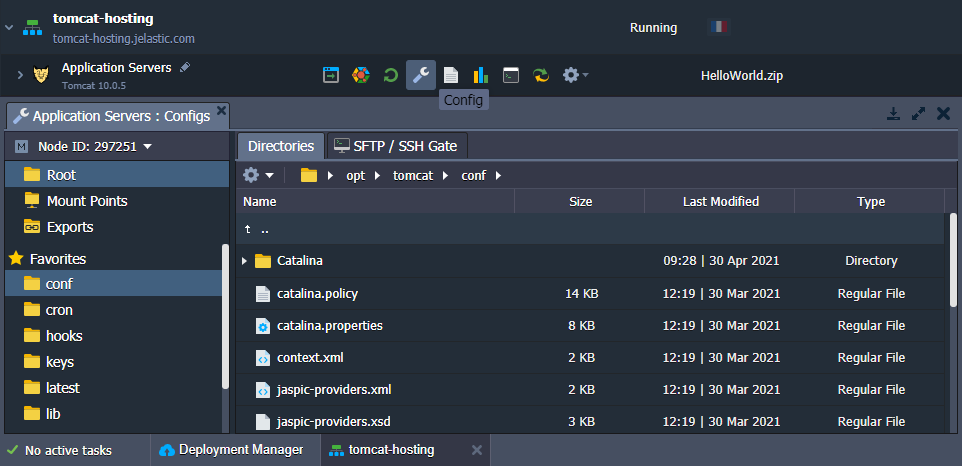 tomcat-hosting
tomcat-hosting.jelastic.com
Running
Application Servers
Tomcat 10.0.5
HelloWorld.zip
Config
Application Servers : Configs
M Node ID: 297251
Root
Mount Points
Exports
Favorites
conf
cron
hooks
keys
latest
lib
Directories SFTP / SSH Gate
opt tomcat conf
Name Size Last Modified Type
..
Catalina 09:28 | 30 Apr 2021 Directory
catalina.policy 14 KB 12:19 | 30 Mar 2021 Regular File
catalina.properties 8 KB 12:19 | 30 Mar 2021 Regular File
context.xml 2 KB 12:19 | 30 Mar 2021 Regular File
jaspic-providers.xml 2 KB 12:19 | 30 Mar 2021 Regular File
jaspic-providers.xsd 3 KB 12:19 | 30 Mar 2021 Regular File
No active tasks Deployment Manager tomcat-hosting